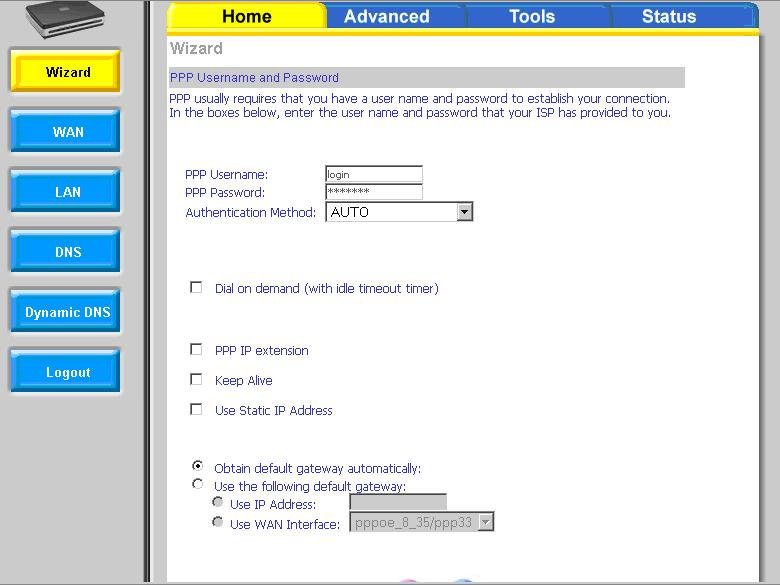 Home Advanced Tools Status
Wizard
WAN
LAN
DNS
Dynamic DNS
Logout
Wizard
PPP Username and Password
PPP usually requires that you have a user name and password to establish your connection.
In the boxes below, enter the user name and password that your ISP has provided to you.
PPP Username: login
PPP Password: *******
Authentication Method: AUTO
Dial on demand (with idle timeout timer)
PPP IP extension
Keep Alive
Use Static IP Address
Obtain default gateway automatically:
Use the following default gateway:
Use IP Address:
Use WAN Interface: pppoe_8_35/ppp33